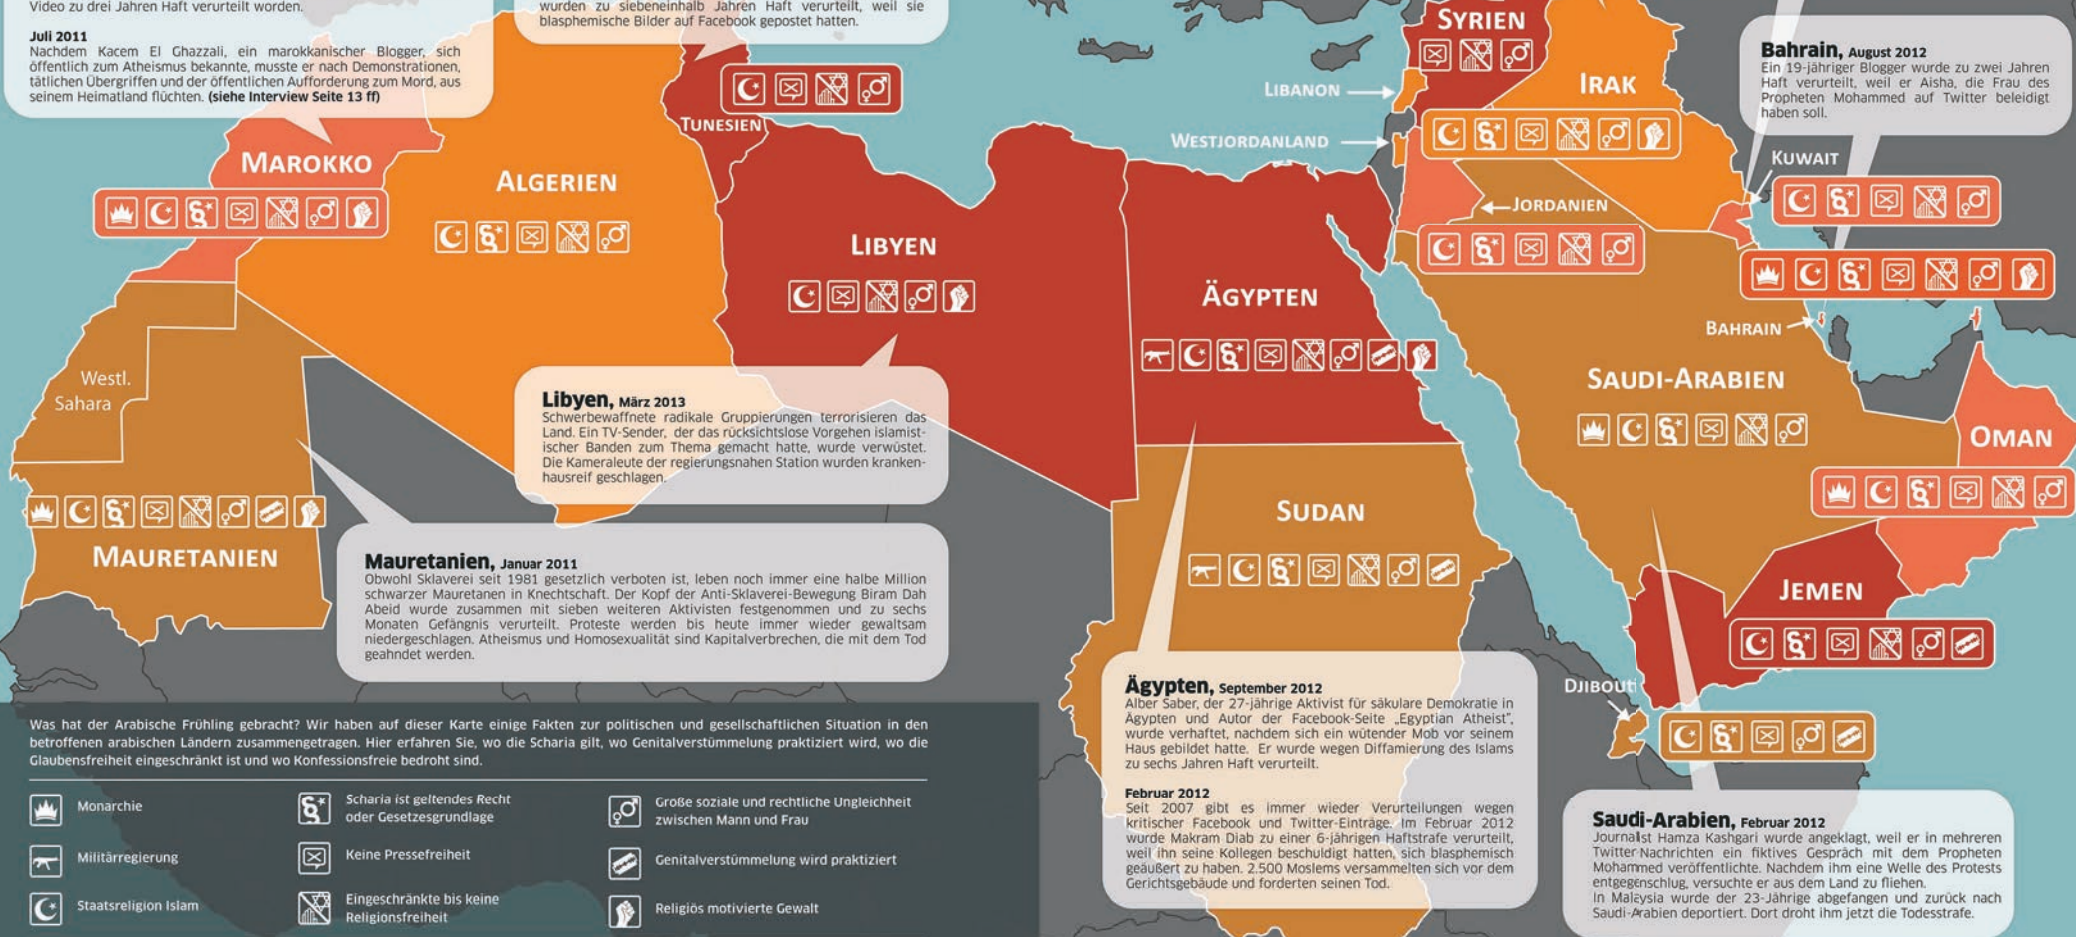 Video zu drei Jahren Haft verurteilt worden.
Juli 2011
Nachdem Kacem El Ghazzali, ein marokkanischer Blogger, sich
öffentlich zum Atheismus bekannte, musste er nach Demonstrationen,
tätlichen Übergriffen und der öffentlichen Aufforderung zum Mord, aus
seinem Heimatland flüchten. (siehe Interview Seite 13 ff)
wurden zu siebeneinhalb Jahren Haft verurteilt, weil sie
blasphemische Bilder auf Facebook gepostet hatten.
SYRIEN
IRAK
LIBANON
WESTJORDANLAND
Bahrain, August 2012
Ein 19-jähriger Blogger wurde zu zwei Jahren
Haft verurteilt, weil er Aisha, die Frau des
Propheten Mohammed auf Twitter beleidigt
haben soll.
TUNESIEN
MAROKKO
ALGERIEN
KUWAIT
JORDANIEN
LIBYEN
ÄGYPTEN
BAHRAIN
SAUDI-ARABIEN
OMAN
Westl.
Sahara
Libyen, März 2013
Schwerbewaffnete radikale Gruppierungen terrorisieren das
Land. Ein TV-Sender, der das rücksichtslose Vorgehen islamist-
ischer Banden zum Thema gemacht hatte, wurde verwüstet.
Die Kameraleute der regierungsnahen Station wurden kranken-
hausreif geschlagen.
SUDAN
MAURETANIEN
Mauretanien, Januar 2011
Obwohl Sklaverei seit 1981 gesetzlich verboten ist, leben noch immer eine halbe Million
schwarzer Mauretanen in Knechtschaft. Der Kopf der Anti-Sklaverei-Bewegung Biram Dah
Abeid wurde zusammen mit sieben weiteren Aktivisten festgenommen und zu sechs
Monaten Gefängnis verurteilt. Proteste werden bis heute immer wieder gewaltsam
niedergeschlagen. Atheismus und Homosexualität sind Kapitalverbrechen, die mit dem Tod
geahndet werden.
JEMEN
DJIBOUTI
Ägypten, September 2012
Alber Saber, der 27-jährige Aktivist für säkulare Demokratie in
Ägypten und Autor der Facebook-Seite „Egyptian Atheist“,
wurde verhaftet, nachdem sich ein wütender Mob vor seinem
Haus gebildet hatte. Er wurde wegen Diffamierung des Islams
zu sechs Jahren Haft verurteilt.
Februar 2012
Seit 2007 gibt es immer wieder Verurteilungen wegen
kritischer Facebook und Twitter-Einträge. Im Februar 2012
wurde Makram Diab zu einer 6-jährigen Haftstrafe verurteilt,
weil ihn seine Kollegen beschuldigt hatten, sich blasphemisch
geäußert zu haben. 2.500 Moslems versammelten sich vor dem
Gerichtsgebäude und forderten seinen Tod.
Saudi-Arabien, Februar 2012
Journalist Hamza Kashgari wurde angeklagt, weil er in mehreren
Twitter-Nachrichten ein fiktives Gespräch mit dem Propheten
Mohammed veröffentlichte. Nachdem ihm eine Welle des Protests
entgegenschlug, versuchte er aus dem Land zu fliehen.
In Malaysia wurde der 23-Jährige abgefangen und zurück nach
Saudi-Arabien deportiert. Dort droht ihm jetzt die Todesstrafe.
Was hat der Arabische Frühling gebracht? Wir haben auf dieser Karte einige Fakten zur politischen und gesellschaftlichen Situation in den
betroffenen arabischen Ländern zusammengetragen. Hier erfahren Sie, wo die Scharia gilt, wo Genitalverstümmelung praktiziert wird, wo die
Glaubensfreiheit eingeschränkt ist und wo Konfessionsfreie bedroht sind.
Monarchie
Militärregierung
Staatsreligion Islam
Scharia ist geltendes Recht
oder Gesetzesgrundlage
Keine Pressefreiheit
Eingeschränkte bis keine
Religionsfreiheit
Große soziale und rechtliche Ungleichheit
zwischen Mann und Frau
Genitalverstümmelung wird praktiziert
Religiös motivierte Gewalt